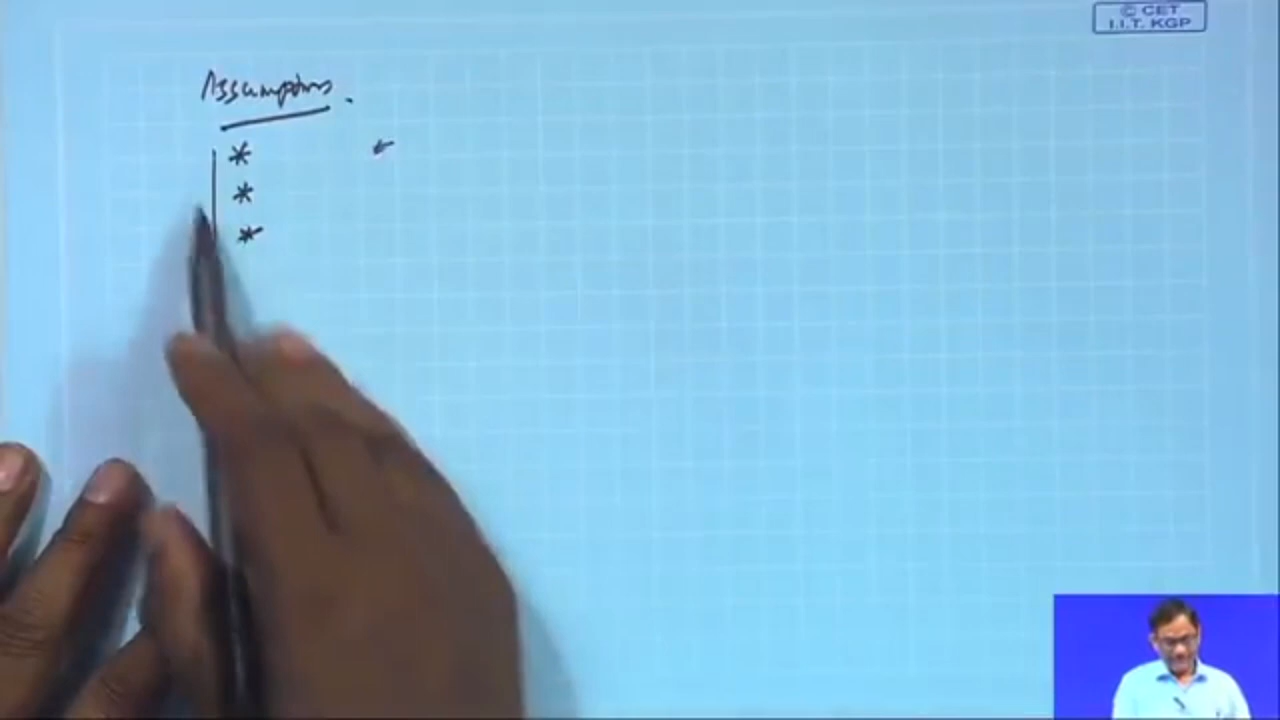 © CET
I.I.T. KGP
Assumptions.
*
*
*